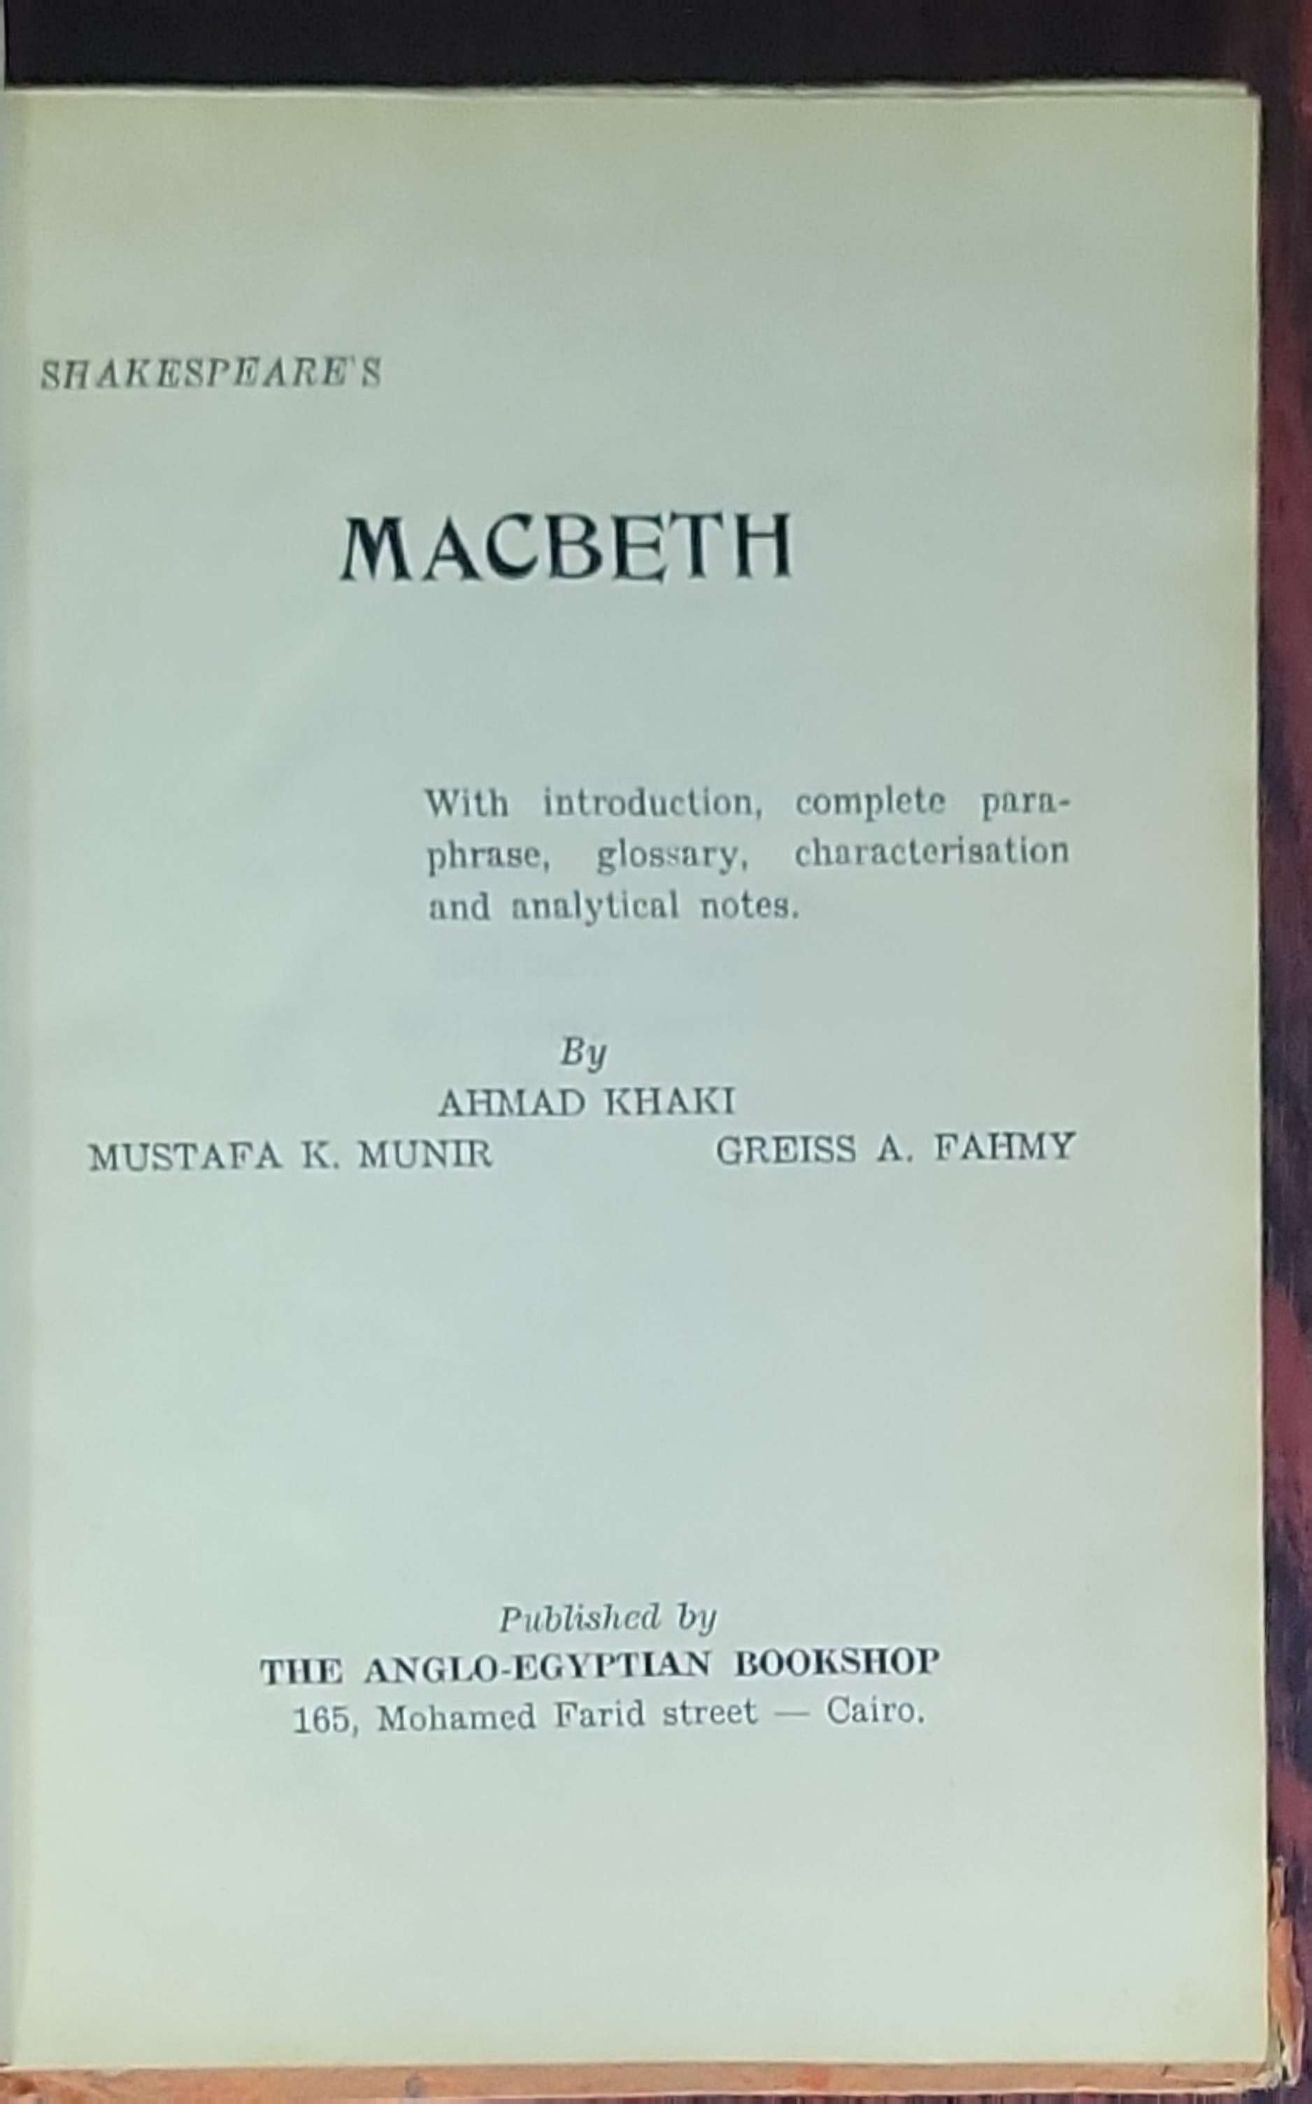 SHAKESPEARE'S
MACBETH
With introduction, complete para-
phrase, glossary, characterisation
and analytical notes.
By
AHMAD KHAKI
MUSTAFA K. MUNIR GREISS A. FAHMY
Published by
THE ANGLO-EGYPTIAN BOOKSHOP
165, Mohamed Farid street — Cairo.